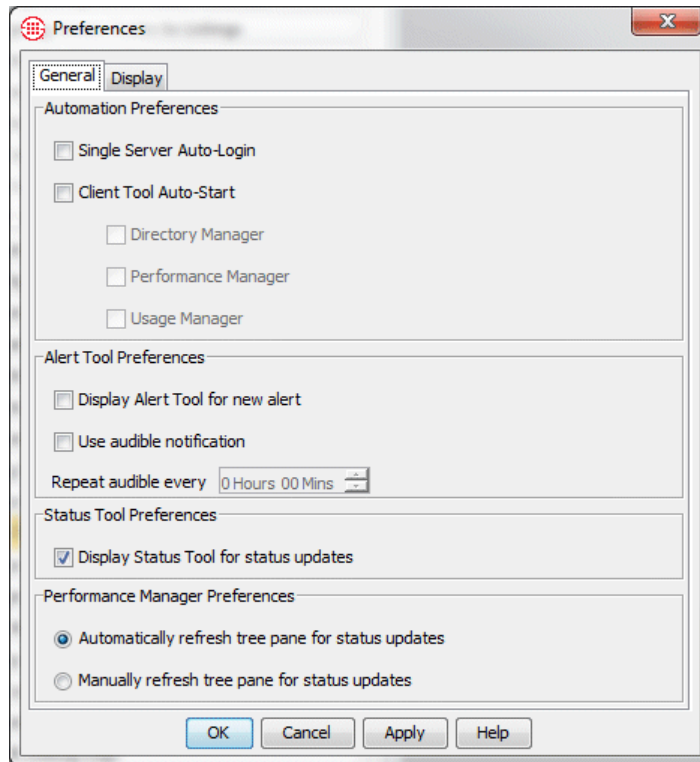 Preferences
General Display
Automation Preferences
Single Server Auto-Login
Client Tool Auto-Start
Directory Manager
Performance Manager
Usage Manager
Alert Tool Preferences
Display Alert Tool for new alert
Use audible notification
Repeat audible every 0 Hours 00 Mins
Status Tool Preferences
Display Status Tool for status updates
Performance Manager Preferences
Automatically refresh tree pane for status updates
Manually refresh tree pane for status updates
OK Cancel Apply Help